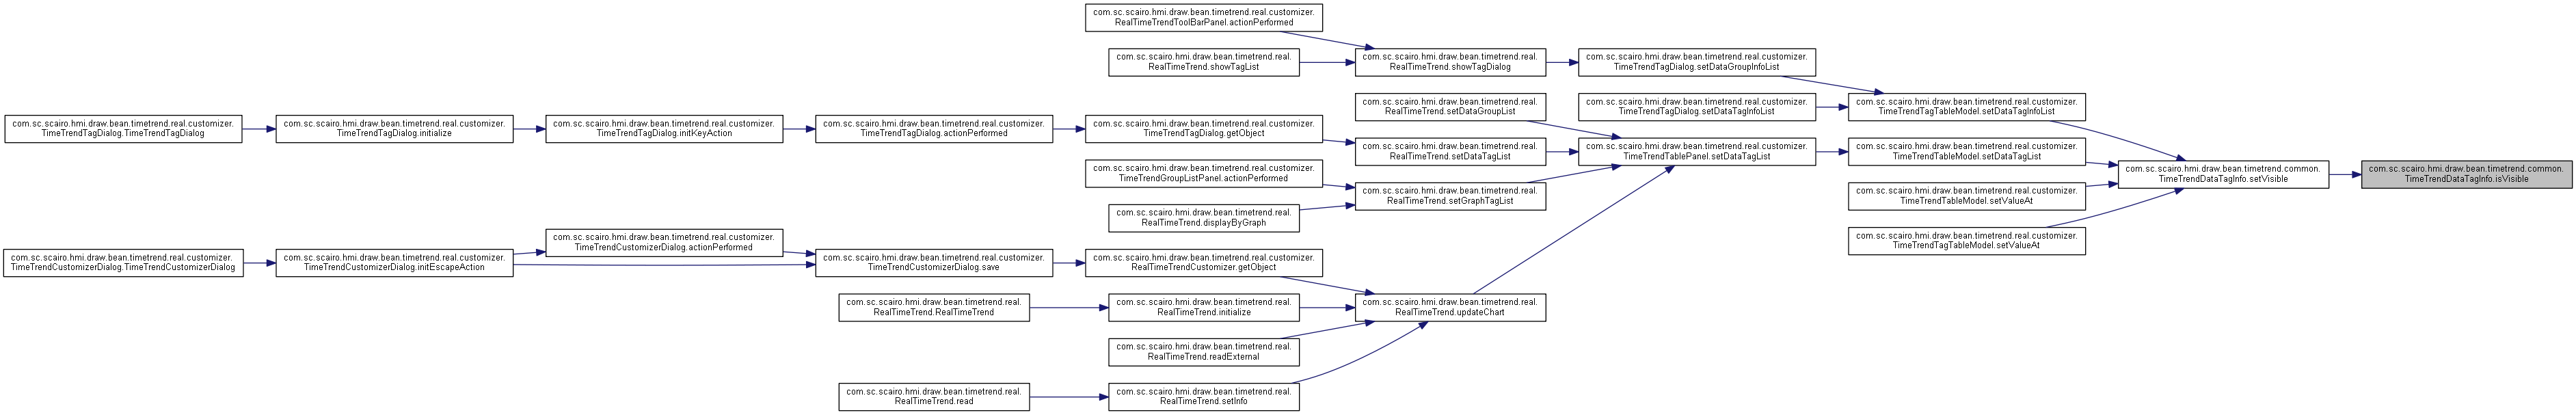 com.sc.scairo.hmi.draw.bean.timetrend.real.customizer.
RealTimeTrendToolBarPanel.actionPerformed
com.sc.scairo.hmi.draw.bean.timetrend.real.
RealTimeTrend.showTagList
com.sc.scairo.hmi.draw.bean.timetrend.real.
RealTimeTrend.showTagDialog
com.sc.scairo.hmi.draw.bean.timetrend.real.customizer.
TimeTrendTagDialog.setDataGroupInfoList
com.sc.scairo.hmi.draw.bean.timetrend.real.
RealTimeTrend.setDataGroupList
com.sc.scairo.hmi.draw.bean.timetrend.real.customizer.
TimeTrendTagDialog.setDataTagInfoList
com.sc.scairo.hmi.draw.bean.timetrend.real.customizer.
TimeTrendTagTableModel.setDataTagInfoList
com.sc.scairo.hmi.draw.bean.timetrend.real.customizer.
TimeTrendTagDialog.TimeTrendTagDialog
com.sc.scairo.hmi.draw.bean.timetrend.real.customizer.
TimeTrendTagDialog.initialize
com.sc.scairo.hmi.draw.bean.timetrend.real.customizer.
TimeTrendTagDialog.initKeyAction
com.sc.scairo.hmi.draw.bean.timetrend.real.customizer.
TimeTrendTagDialog.actionPerformed
com.sc.scairo.hmi.draw.bean.timetrend.real.customizer.
TimeTrendTagDialog.getObject
com.sc.scairo.hmi.draw.bean.timetrend.real.
RealTimeTrend.setDataTagList
com.sc.scairo.hmi.draw.bean.timetrend.real.customizer.
TimeTrendTablePanel.setDataTagList
com.sc.scairo.hmi.draw.bean.timetrend.real.customizer.
TimeTrendTableModel.setDataTagList
com.sc.scairo.hmi.draw.bean.timetrend.common.
TimeTrendDataTagInfo.setVisible
com.sc.scairo.hmi.draw.bean.timetrend.common.
TimeTrendDataTagInfo.isVisible
com.sc.scairo.hmi.draw.bean.timetrend.real.customizer.
TimeTrendGroupListPanel.actionPerformed
com.sc.scairo.hmi.draw.bean.timetrend.real.
RealTimeTrend.setGraphTagList
com.sc.scairo.hmi.draw.bean.timetrend.real.customizer.
TimeTrendTableModel.setValueAt
com.sc.scairo.hmi.draw.bean.timetrend.real.
RealTimeTrend.displayByGraph
com.sc.scairo.hmi.draw.bean.timetrend.real.customizer.
TimeTrendTagTableModel.setValueAt
com.sc.scairo.hmi.draw.bean.timetrend.real.customizer.
TimeTrendCustomizerDialog.actionPerformed
com.sc.scairo.hmi.draw.bean.timetrend.real.customizer.
TimeTrendCustomizerDialog.TimeTrendCustomizerDialog
com.sc.scairo.hmi.draw.bean.timetrend.real.customizer.
TimeTrendCustomizerDialog.initEscapeAction
com.sc.scairo.hmi.draw.bean.timetrend.real.customizer.
TimeTrendCustomizerDialog.save
com.sc.scairo.hmi.draw.bean.timetrend.real.customizer.
RealTimeTrendCustomizer.getObject
com.sc.scairo.hmi.draw.bean.timetrend.real.
RealTimeTrend.RealTimeTrend
com.sc.scairo.hmi.draw.bean.timetrend.real.
RealTimeTrend.initialize
com.sc.scairo.hmi.draw.bean.timetrend.real.
RealTimeTrend.updateChart
com.sc.scairo.hmi.draw.bean.timetrend.real.
RealTimeTrend.readExternal
com.sc.scairo.hmi.draw.bean.timetrend.real.
RealTimeTrend.read
com.sc.scairo.hmi.draw.bean.timetrend.real.
RealTimeTrend.setInfo